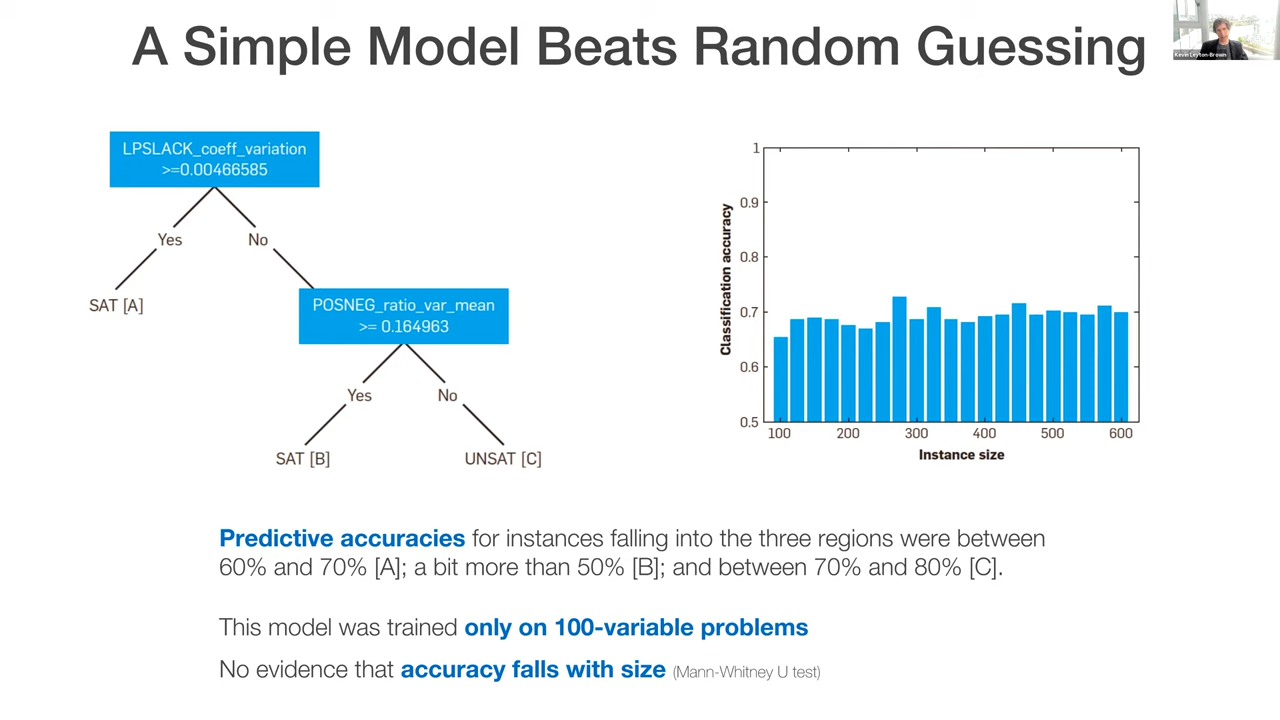 A Simple Model Beats Random Guessing
Kevin Leyton-Brown
LPSLACK_coeff_variation
>=0.00466585
Yes
No
SAT [A]
POSNEG_ratio_var_mean
>= 0.164963
Yes
No
SAT [B]
UNSAT [C]
Classification accuracy
1
0.9
0.8
0.7
0.6
0.5
100
200
300
400
500
600
Instance size
Predictive accuracies for instances falling into the three regions were between
60% and 70% [A]; a bit more than 50% [B]; and between 70% and 80% [C].
This model was trained only on 100-variable problems
No evidence that accuracy falls with size (Mann-Whitney U test)